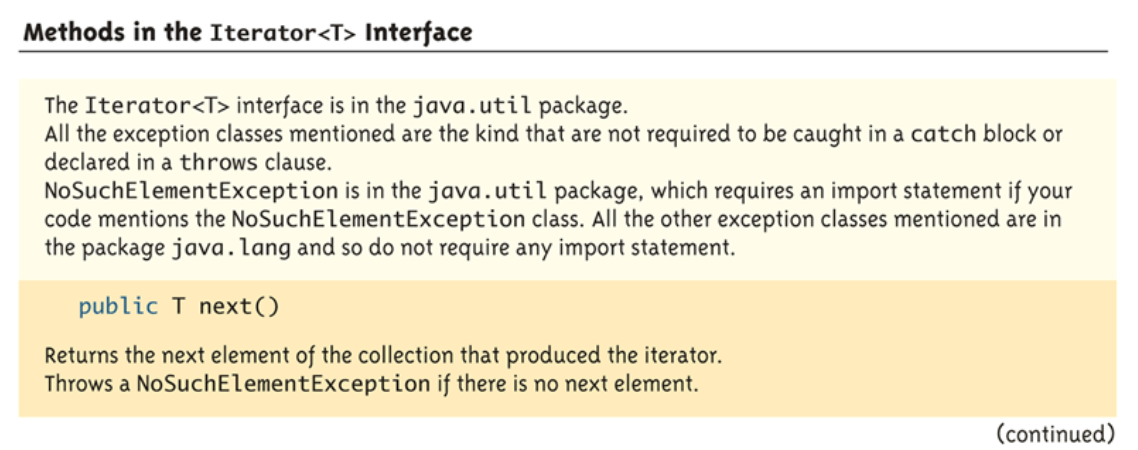 Methods in the Iterator<T> Interface
The Iterator<T> interface is in the java.util package.
All the exception classes mentioned are the kind that are not required to be caught in a catch block or
declared in a throws clause.
NoSuchElementException is in the java.util package, which requires an import statement if your
code mentions the NoSuchElementException class. All the other exception classes mentioned are in
the package java.lang and so do not require any import statement.
public T next()
Returns the next element of the collection that produced the iterator.
Throws a NoSuchElementException if there is no next element.
(continued)